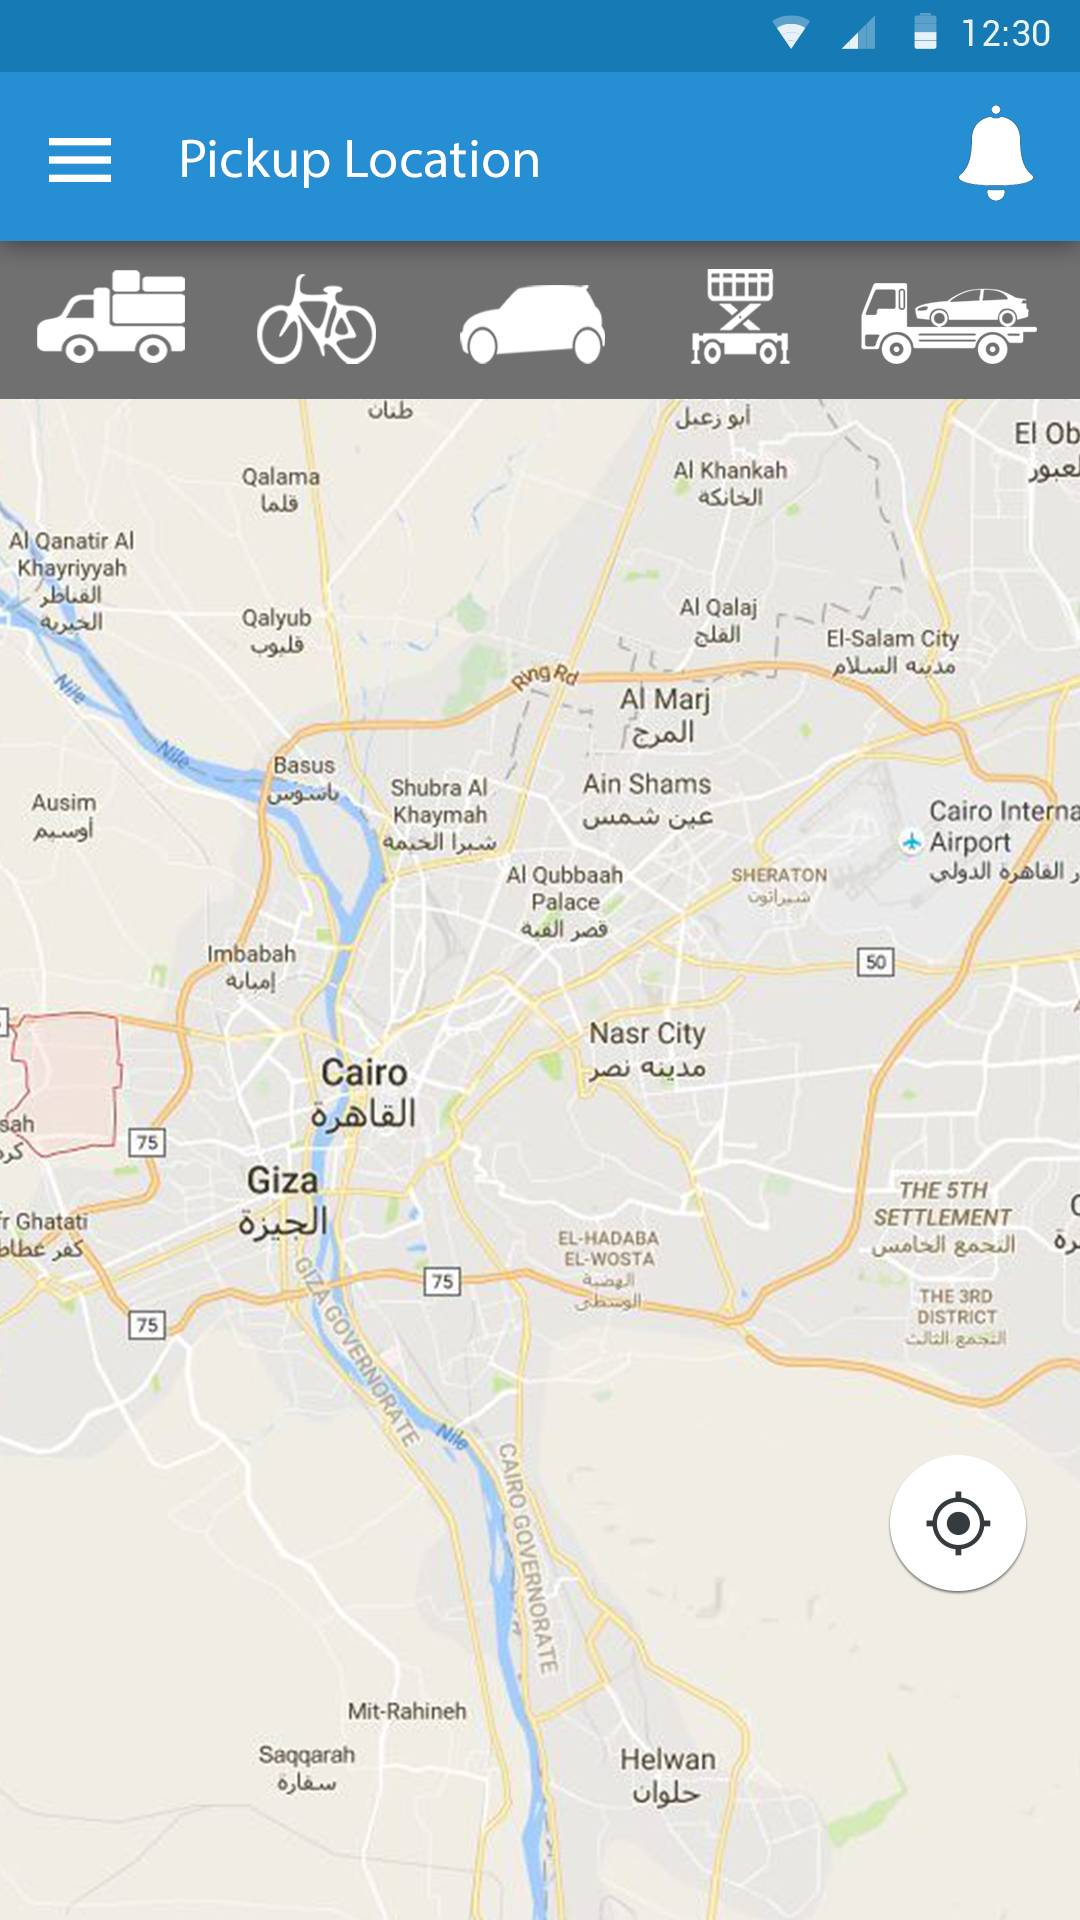 12:30
Pickup Location
طنان
أبو زعبل
El Ob
Al Khankah
الخانكة
Qalama
قلما
Al Qanatir Al
Khayriyyah
القناطر
الخيرية
Qalyub
قليوب
Al Qalaj
القلج
El-Salam City
مدينه السلام
Ring Rd
Nile
Al Marj
المرج
Nile
Basus
باسوس
Shubra Al
Khaymah
شبرا الخيمة
Ain Shams
عين شمس
Ausim
أوسيم
Cairo Interna
Airport
ر القاهرة الدولي
Al Qubbaah
Palace
قصر القبة
SHERATON
شيراتون
Imbabah
إمبابة
50
Nasr City
مدينه نصر
Cairo
القاهرة
sah
كرد
75
Giza
الجيزة
THE 5TH
SETTLEMENT
التجمع الخامس
fr Ghatati
كفر غطاط
EL-HADABA
EL-WOSTA
الهضبة
الوسطى
75
75
THE 3RD
DISTRICT
التجمع الثالث
GIZA GOVERNORATE
Nile
CAIRO GOVERNORATE
Mit-Rahineh
Saqqarah
سقارة
Helwan
حلوان